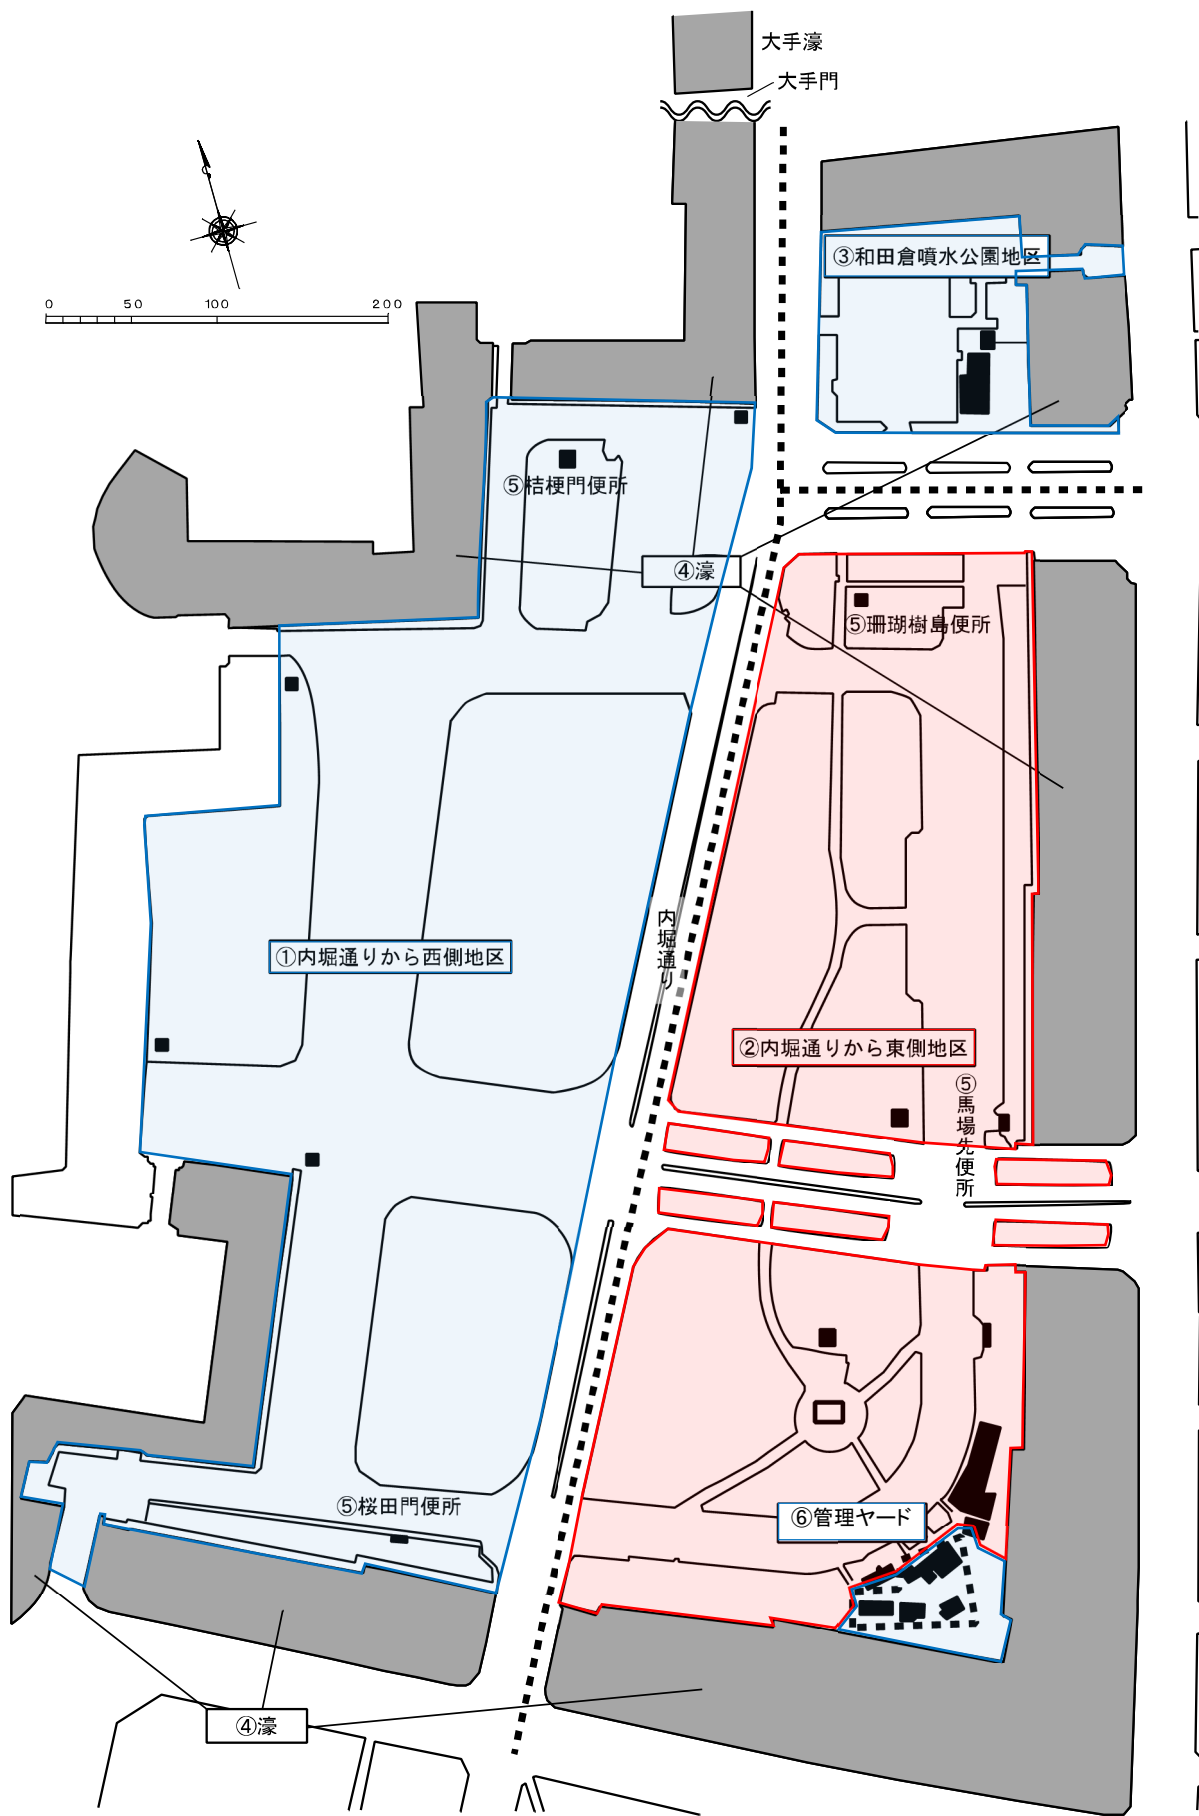 大手濠
大手門
③和田倉噴水公園地区
0 50 100 200
⑤桔梗門便所
④濠
⑤珊瑚樹島便所
内堀通り
①内堀通りから西側地区
②内堀通りから東側地区
⑤馬場先便所
⑤桜田門便所
⑥管理ヤード
④濠